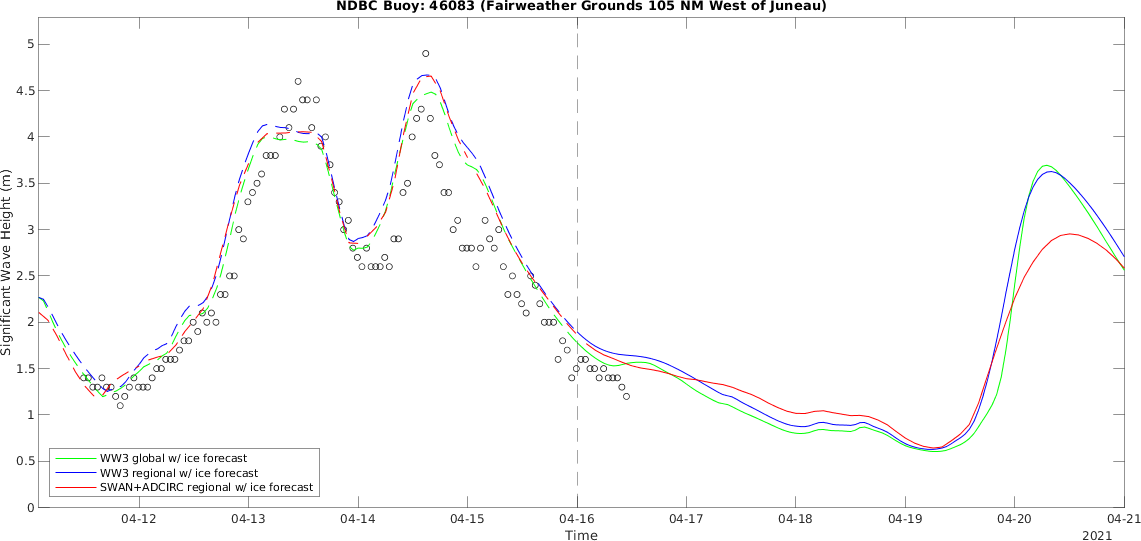 NDBC Buoy: 46083 (Fairweather Grounds 105 NM West of Juneau)
Significant Wave Height (m)
5
4.5
4
3.5
3
2.5
2
1.5
1
0.5
0
WW3 global w/ ice forecast
WW3 regional w/ ice forecast
SWAN+ADCIRC regional w/ ice forecast
04-12 04-13 04-14 04-15 04-16 04-17 04-18 04-19 04-20 04-21
Time
2021